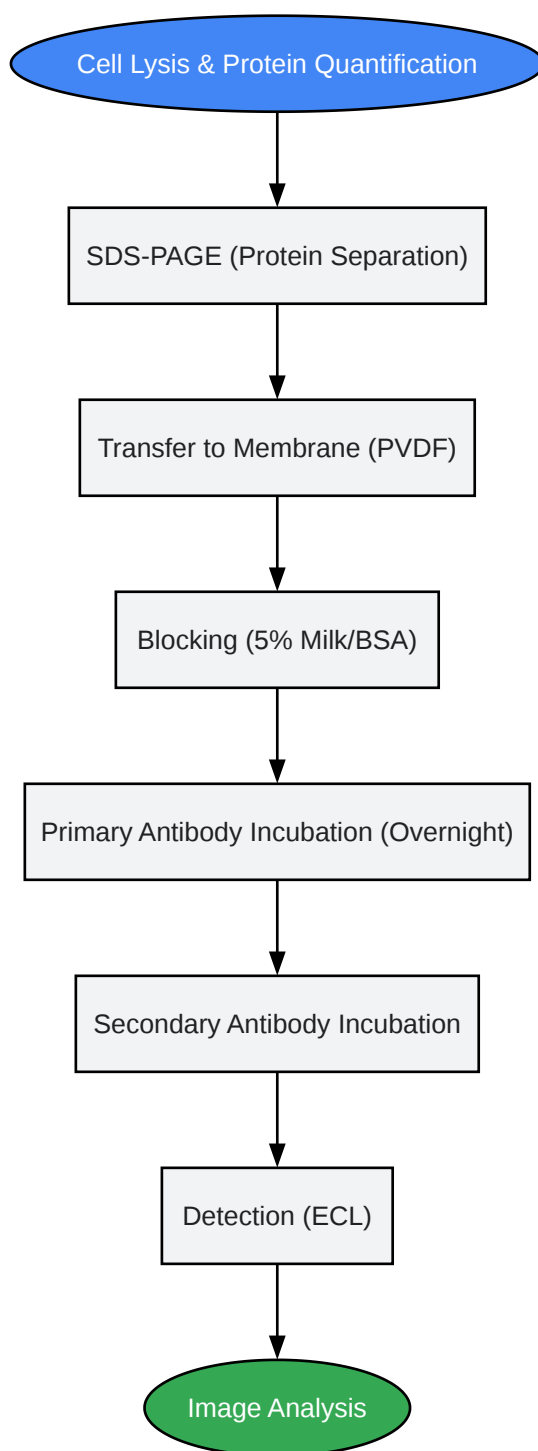 Cell Lysis & Protein Quantification
SDS-PAGE (Protein Separation)
Transfer to Membrane (PVDF)
Blocking (5% Milk/BSA)
Primary Antibody Incubation (Overnight)
Secondary Antibody Incubation
Detection (ECL)
Image Analysis